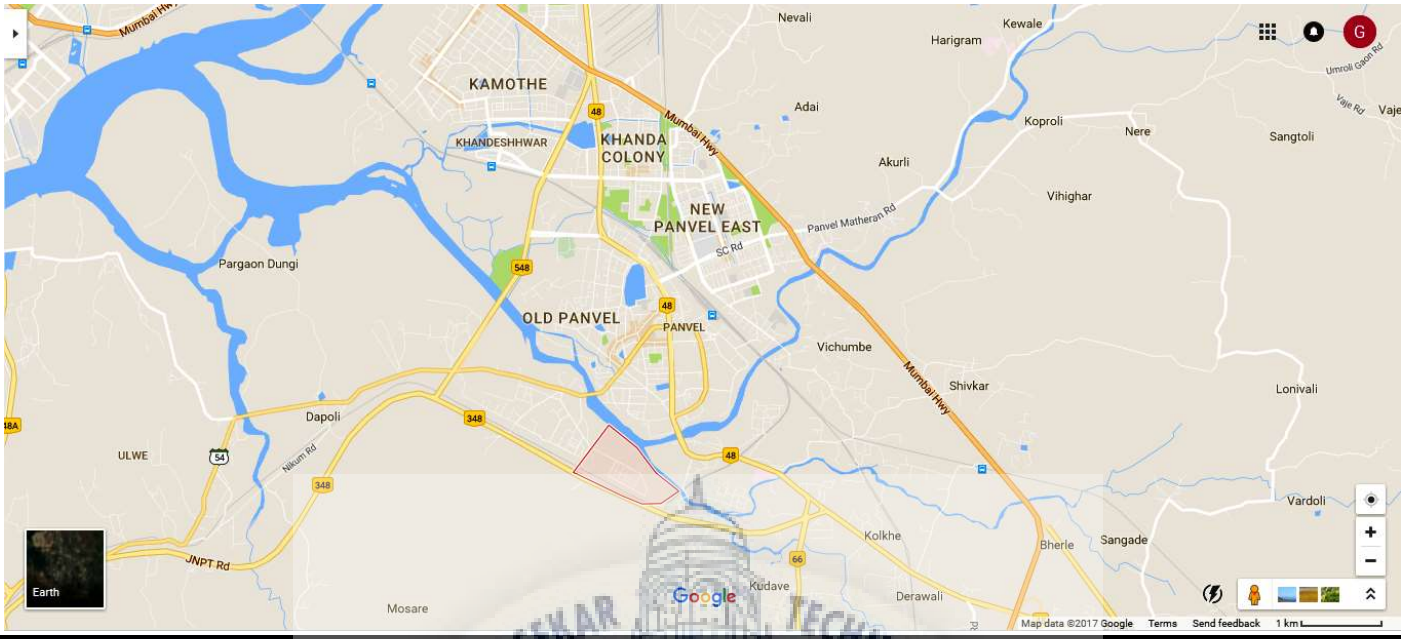 Mumbai Hwy
Nevali
Kewale
Harigram
G
Umroli Gaon Rd
KAMOTHE
Adai
Vaje Rd
Vaje
48
Mumbai Hwy
Koproli
Nere
Sangtoli
KHANDESHHWAR
KHANDA
COLONY
Akurli
Vihighar
NEW
PANVEL EAST
Panvel Matheran Rd
SC Rd
Pargaon Dungi
548
48
OLD PANVEL
PANVEL
Vichumbe
Mumbai Hwy
Shivkar
Lonivali
Dapoli
348
48A
ULWE
54
Nikum Rd
48
348
Vardoli
Kolkhe
Bherle
Sangade
JNPT Rd
66
Earth
Google
Kudave
Derawali
Mosare
Rd
SKAR TECH
Map data ©2017 Google Terms Send feedback 1 km